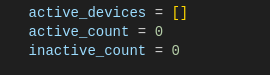 active_devices = []
active_count = 0
inactive_count = 0